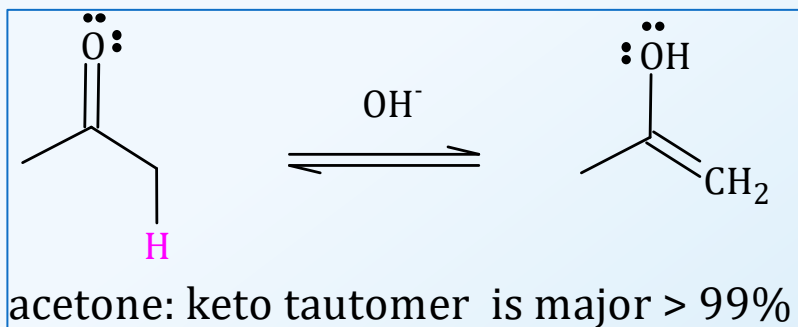 O
OH⁻
OH
CH₂
H
acetone: keto tautomer is major > 99%